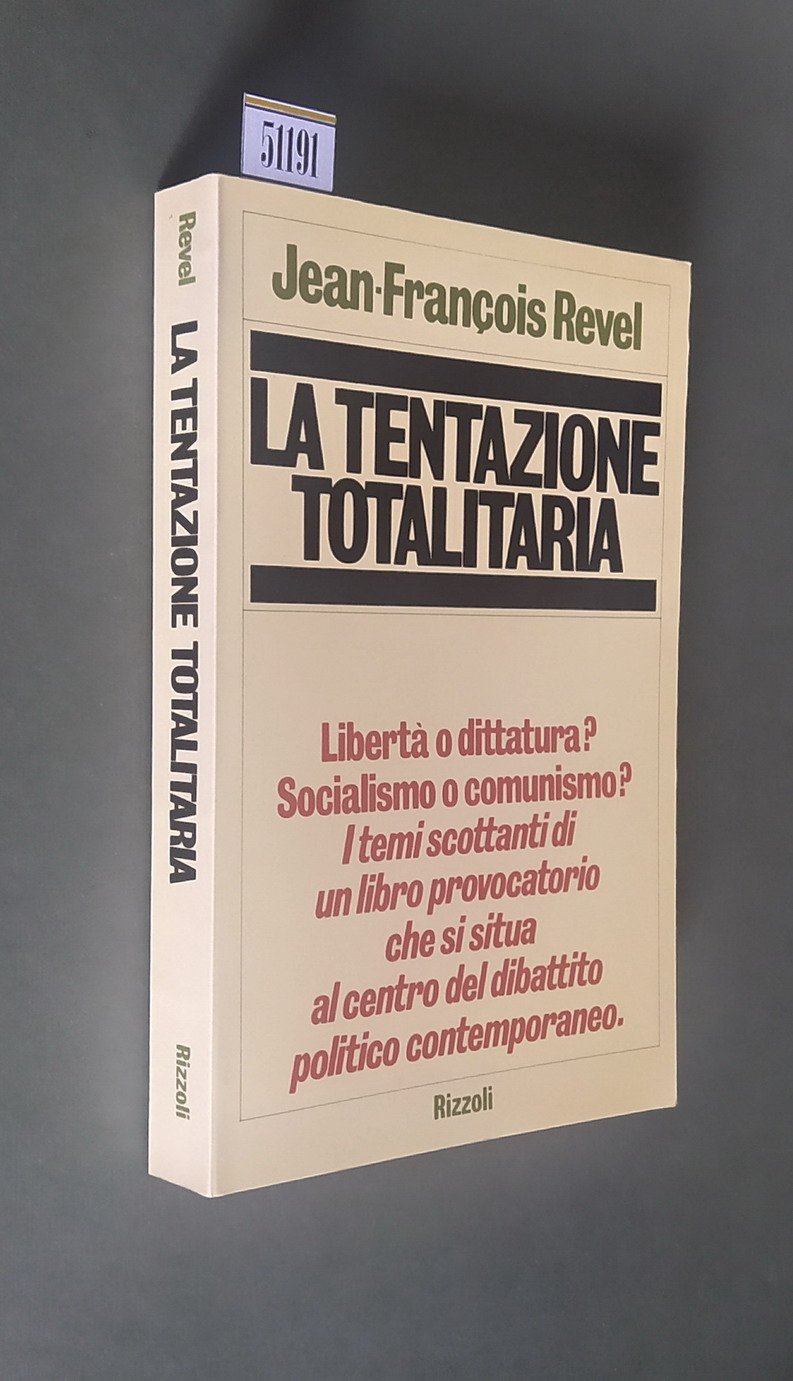 51191
Revel
LA TENTAZIONE TOTALITARIA
Rizzoli
Jean-François Revel
LA TENTAZIONE
TOTALITARIA
Libertà o dittatura?
Socialismo o comunismo?
I temi scottanti di
un libro provocatorio
che si situa
al centro del dibattito
politico contemporaneo.
Rizzoli